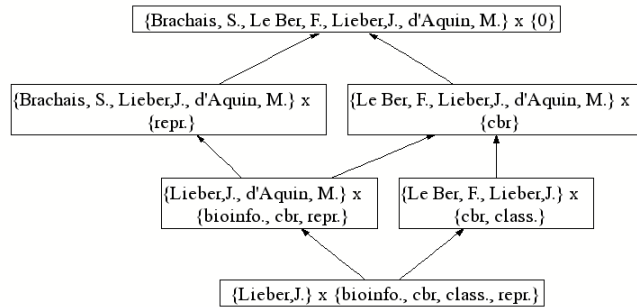 {Brachais, S., Le Ber, F., Lieber,J., d'Aquin, M.} x {0}
{Brachais, S., Lieber,J., d'Aquin, M.} x
{repr.}
{Le Ber, F., Lieber,J., d'Aquin, M.} x
{cbr}
{Lieber,J., d'Aquin, M.} x
{bioinfo., cbr, repr.}
{Le Ber, F., Lieber,J.} x
{cbr, class.}
{Lieber,J.} x {bioinfo., cbr, class., repr.}